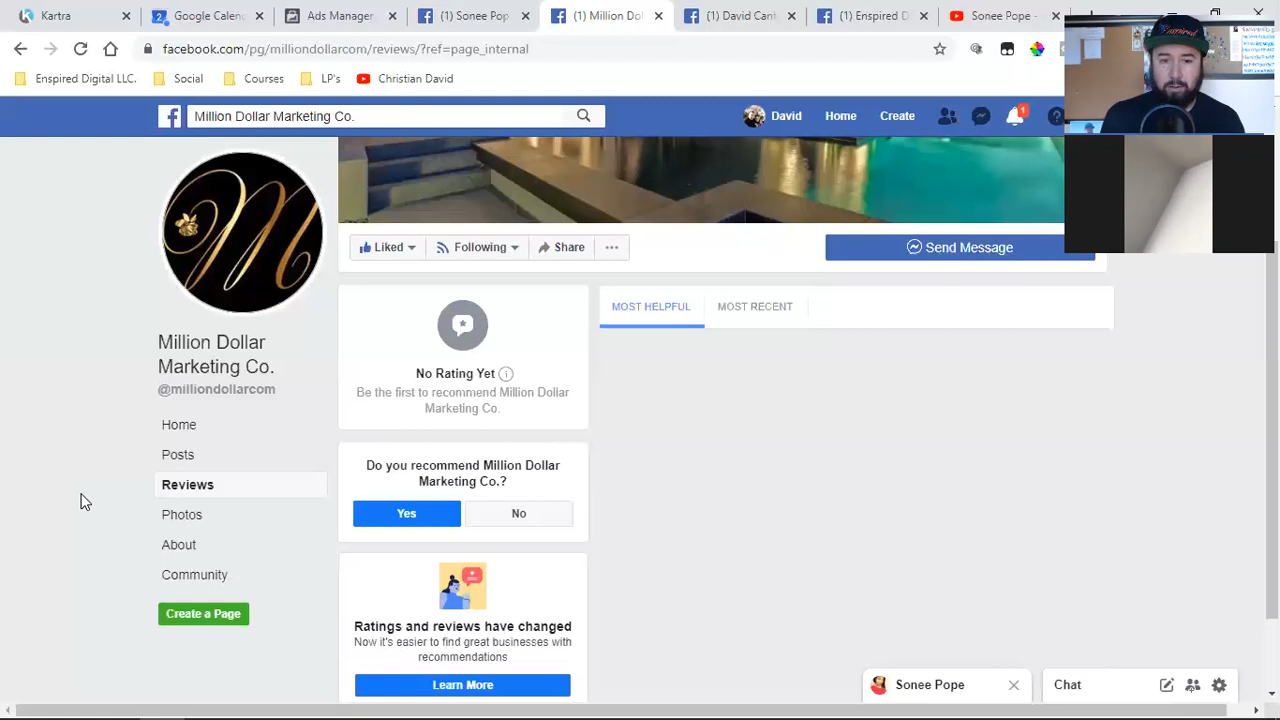 Kartra
Google Calen
Ads Manager
(1) Sonee Pop
(1) Million Do
(1) David Cant
(1) Enspired
Sonee Pope -
facebook.com/pg/milliondollarcom/reviews/?ref=page_internal
Enspired Digital LLC.
Social
Courses
LP's
Christian David
Million Dollar Marketing Co.
David
Home
Create
1
Liked
Following
Share
Send Message
M
Million Dollar
Marketing Co.
@milliondollarcom
Home
Posts
Reviews
Photos
About
Community
Create a Page
No Rating Yet
Be the first to recommend Million Dollar
Marketing Co.
Do you recommend Million Dollar
Marketing Co.?
Yes
No
Ratings and reviews have changed
Now it's easier to find great businesses with
recommendations
Learn More
MOST HELPFUL
MOST RECENT
Sonee Pope
Chat